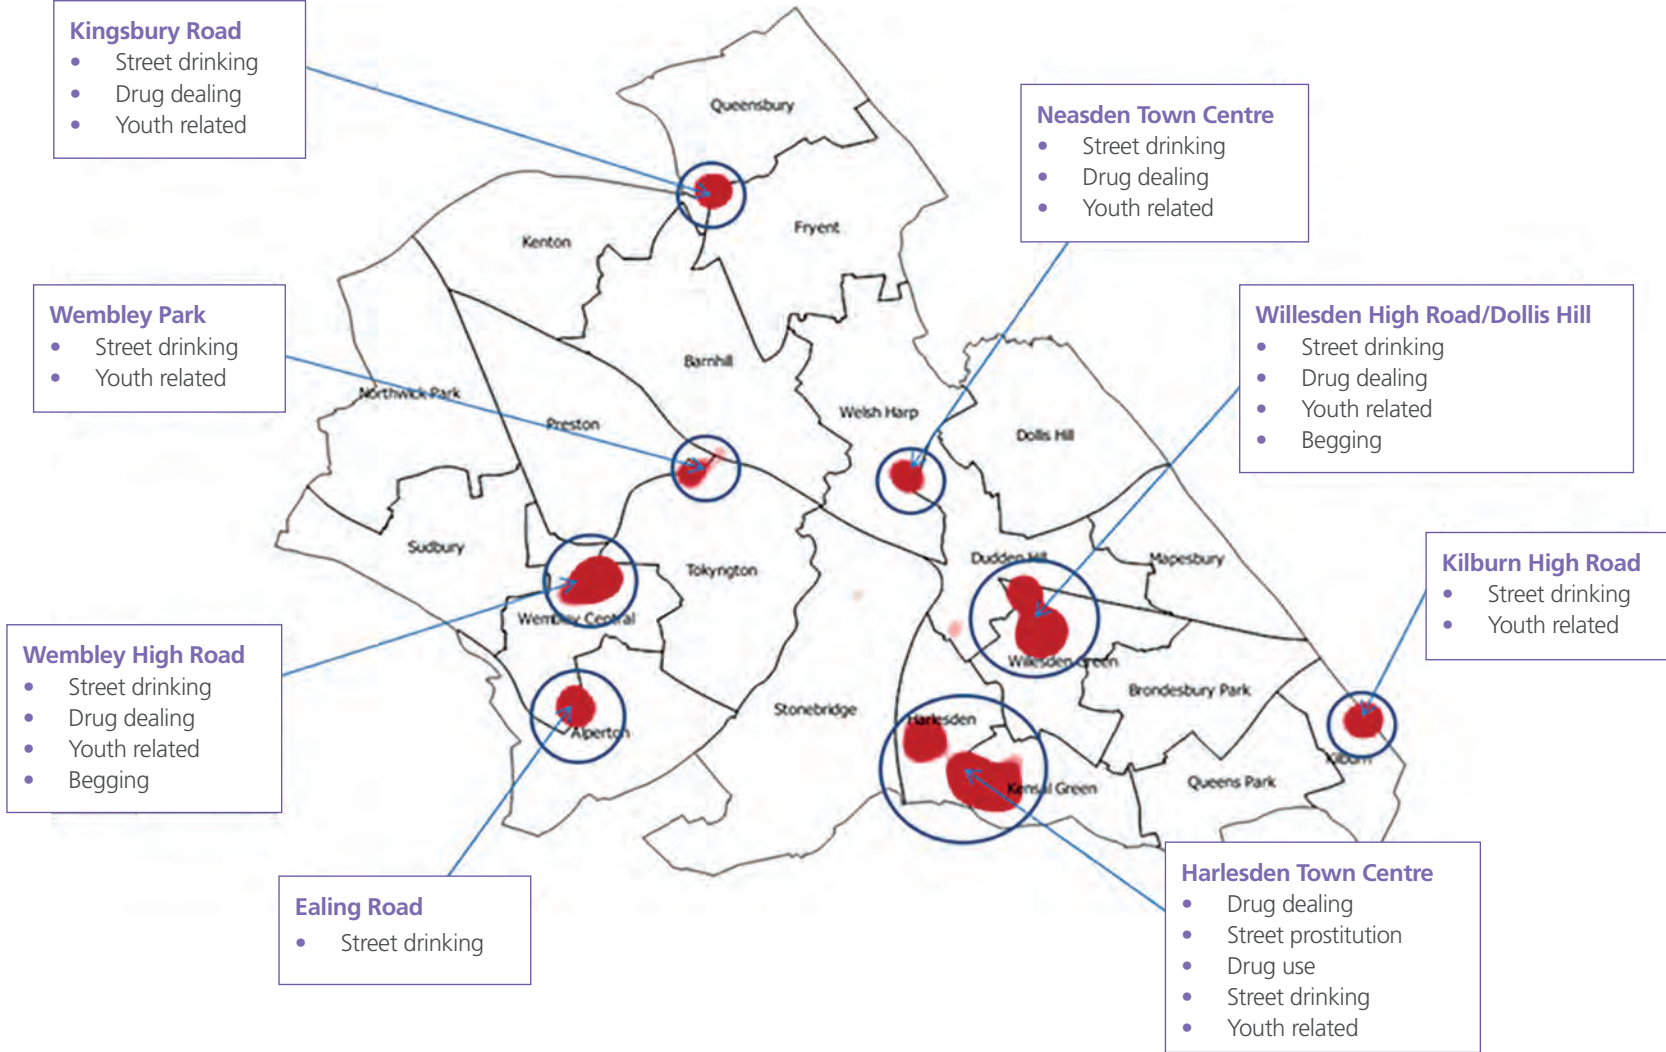 Kingsbury Road
• Street drinking
• Drug dealing
• Youth related
Neasden Town Centre
• Street drinking
• Drug dealing
• Youth related
Wembley Park
• Street drinking
• Youth related
Willesden High Road/Dollis Hill
• Street drinking
• Drug dealing
• Youth related
• Begging
Kilburn High Road
• Street drinking
• Youth related
Wembley High Road
• Street drinking
• Drug dealing
• Youth related
• Begging
Ealing Road
• Street drinking
Harlesden Town Centre
• Drug dealing
• Street prostitution
• Drug use
• Street drinking
• Youth related
Queensbury
Fryent
Kenton
Barnhill
Northwick Park
Preston
Welsh Harp
Dollis Hill
Sudbury
Tokyngton
Dudden Hill
Mapesbury
Wembley Central
Willesden Green
Brondesbury Park
Stonebridge
Harlesden
Alperton
Kensal Green
Queens Park
Kilburn